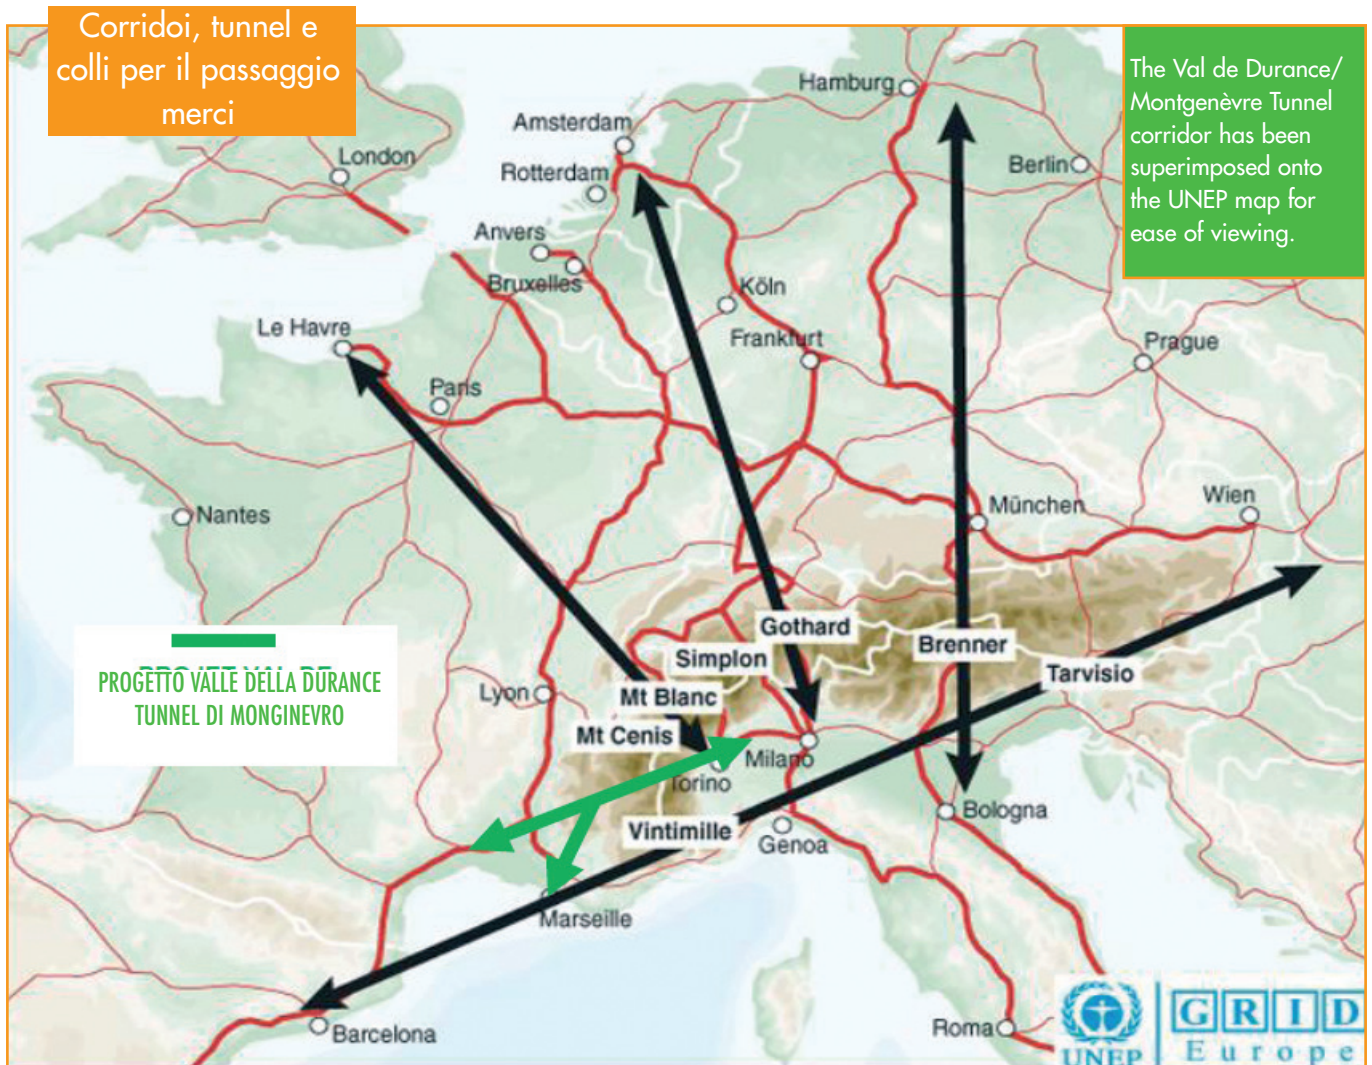 Corridoi, tunnel e
colli per il passaggio
merci
The Val de Durance/
Montgenèvre Tunnel
corridor has been
superimposed onto
the UNEP map for
ease of viewing.
Hamburg
Amsterdam
London
Berlin
Rotterdam
Anvers
Bruxelles
Köln
Le Havre
Frankfurt
Prague
Paris
Wien
München
Nantes
Gothard
Brenner
Simplon
Tarvisio
PROJET VAL DE
PROGETTO VALLE DELLA DURANCE
TUNNEL DI MONGINEVRO
Lyon
Mt Blanc
Mt Cenis
Milano
Torino
Bologna
Vintimille
Genoa
Marseille
Barcelona
Roma
UNEP
GRID
Europe